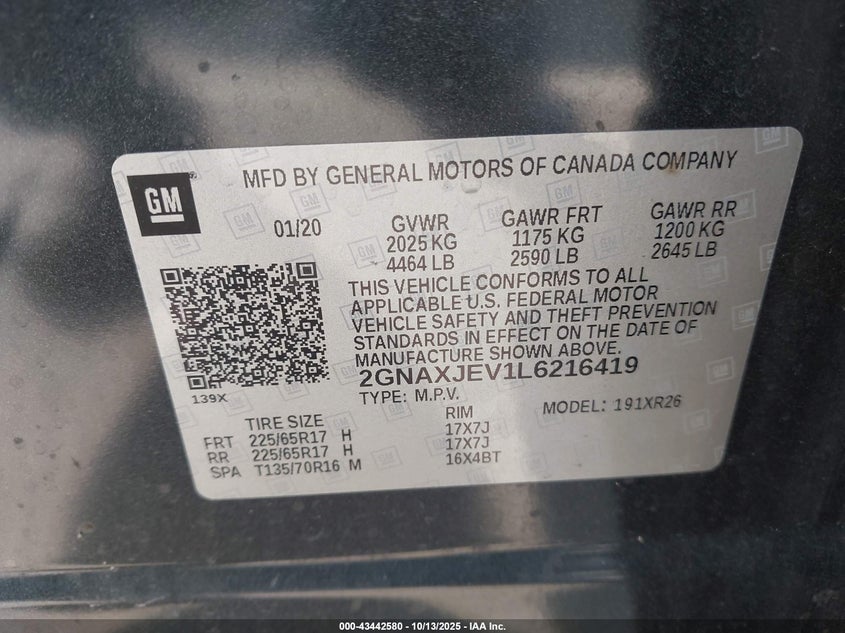 MFD BY GENERAL MOTORS OF CANADA COMPANY
GM
01/20
GVWR
2025 KG
4464 LB
GAWR FRT
1175 KG
2590 LB
GAWR RR
1200 KG
2645 LB
THIS VEHICLE CONFORMS TO ALL
APPLICABLE U.S. FEDERAL MOTOR
VEHICLE SAFETY AND THEFT PREVENTION
STANDARDS IN EFFECT ON THE DATE OF
MANUFACTURE SHOWN ABOVE.
2GNAXJEV1L6216419
TYPE: M.P.V.
MODEL: 191XR26
139X
TIRE SIZE
RIM
FRT 225/65R17 H 17X7J
RR 225/65R17 H 17X7J
SPA T135/70R16 M 16X4BT
000-43442580 - 10/13/2025 - IAA Inc.